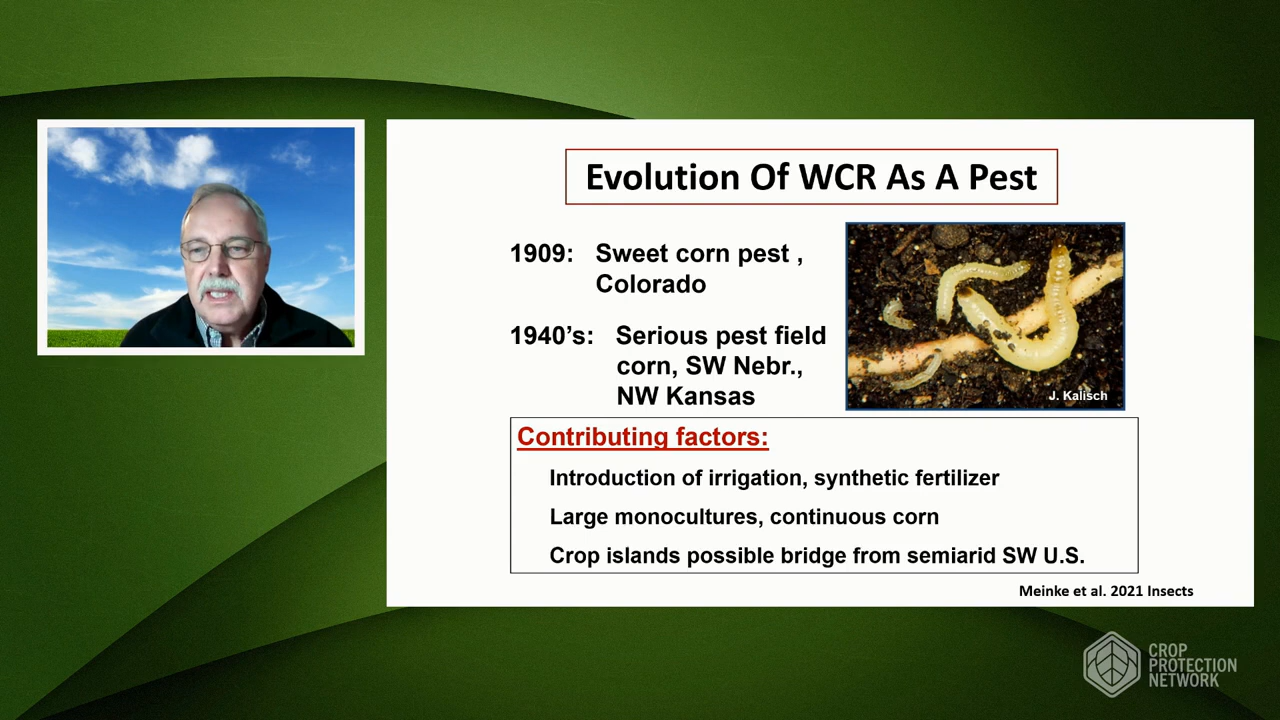 Evolution Of WCR As A Pest
1909: Sweet corn pest ,
Colorado
1940's: Serious pest field
corn, SW Nebr.,
NW Kansas
J. Kalisch
Contributing factors:
Introduction of irrigation, synthetic fertilizer
Large monocultures, continuous corn
Crop islands possible bridge from semiarid SW U.S.
Meinke et al. 2021 Insects
CROP
PROTECTION
NETWORK